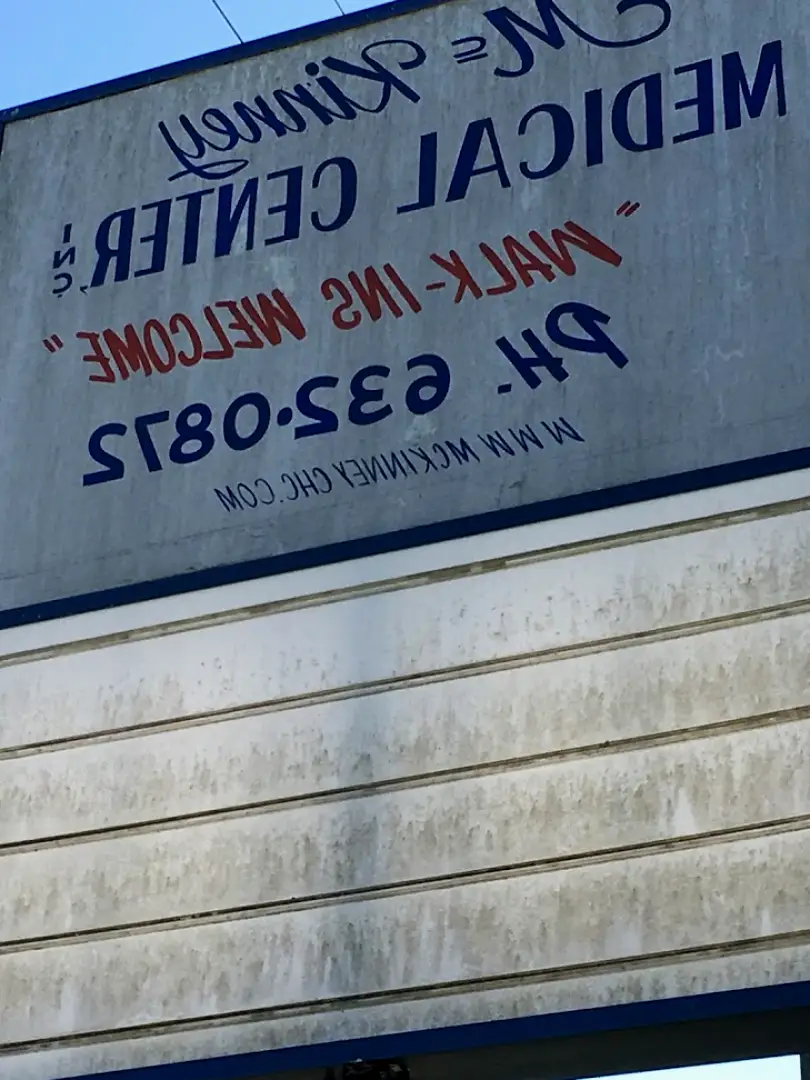 McKinney
MEDICAL CENTER, INC.
"WALK-INS WELCOME"
PH. 632-0872
WWW.MCKINNEYCHC.COM